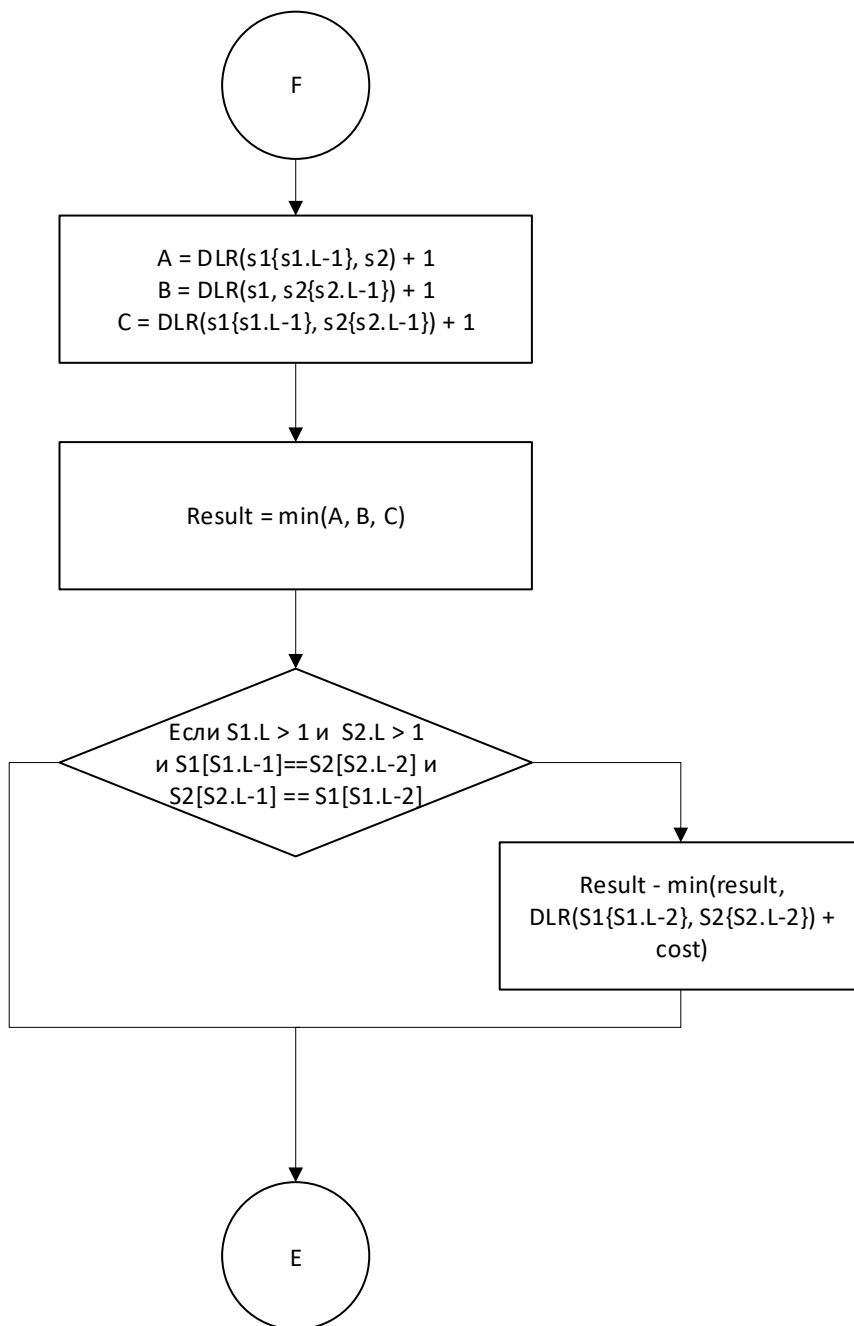 F
A = DLR(s1{s1.L-1}, s2) + 1
B = DLR(s1, s2{s2.L-1}) + 1
C = DLR(s1{s1.L-1}, s2{s2.L-1}) + 1
Result = min(A, B, C)
Если S1.L > 1 и  S2.L > 1
и S1[S1.L-1]==S2[S2.L-2] и
S2[S2.L-1] == S1[S1.L-2]
Result - min(result,
DLR(S1{S1.L-2}, S2{S2.L-2}) +
cost)
E